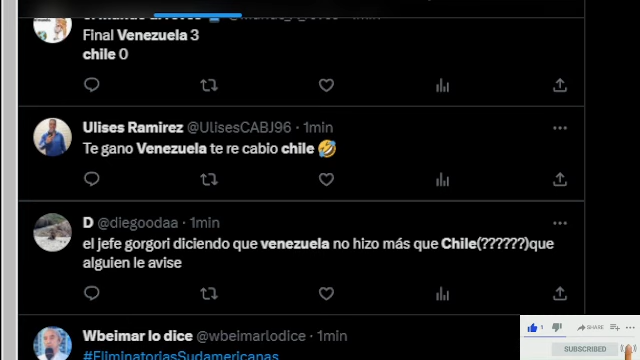 Final Venezuela 3
chile 0
Ulises Ramirez @UlisesCABJ96 · 1min
Te gano Venezuela te re cabio chile 🤣
D @diegoodaa · 1min
el jefe gorgori diciendo que venezuela no hizo más que Chile(??????)que
alguien le avise
Wbeimar lo dice @wbeimarlodice · 1min
#EliminatoriasSudamericanas
1 SHARE
SUBSCRIBED